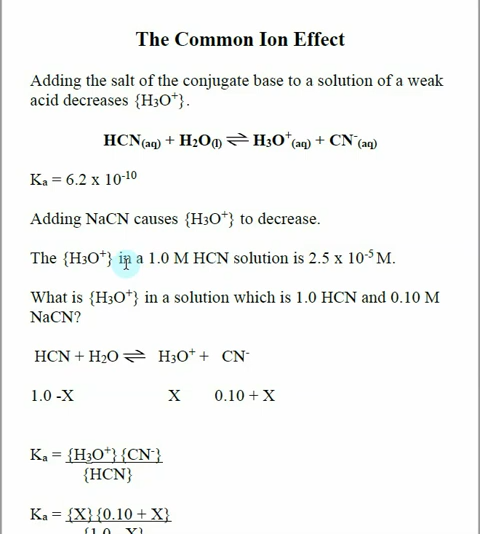 The Common Ion Effect
Adding the salt of the conjugate base to a solution of a weak
acid decreases {H₃O⁺}.
HCN(aq) + H₂O(l) ⇌ H₃O⁺(aq) + CN⁻(aq)
Kₐ = 6.2 x 10⁻¹⁰
Adding NaCN causes {H₃O⁺} to decrease.
The {H₃O⁺} in a 1.0 M HCN solution is 2.5 x 10⁻⁵ M.
What is {H₃O⁺} in a solution which is 1.0 HCN and 0.10 M
NaCN?
HCN + H₂O ⇌ H₃O⁺ + CN⁻
1.0 -X X 0.10 + X
Kₐ = {H₃O⁺} {CN⁻}
{HCN}
Kₐ = {X} {0.10 + X}
{1.0 X}